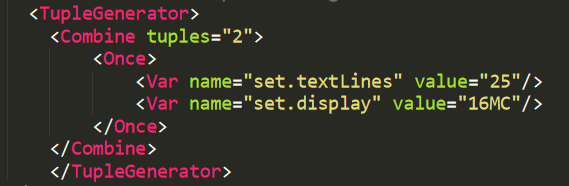 <TupleGenerator>
<Combine tuples="2">
<Once>
<Var name="set.textLines" value="25"/>
<Var name="set.display" value="16MC"/>
</Once>
</Combine>
</TupleGenerator>